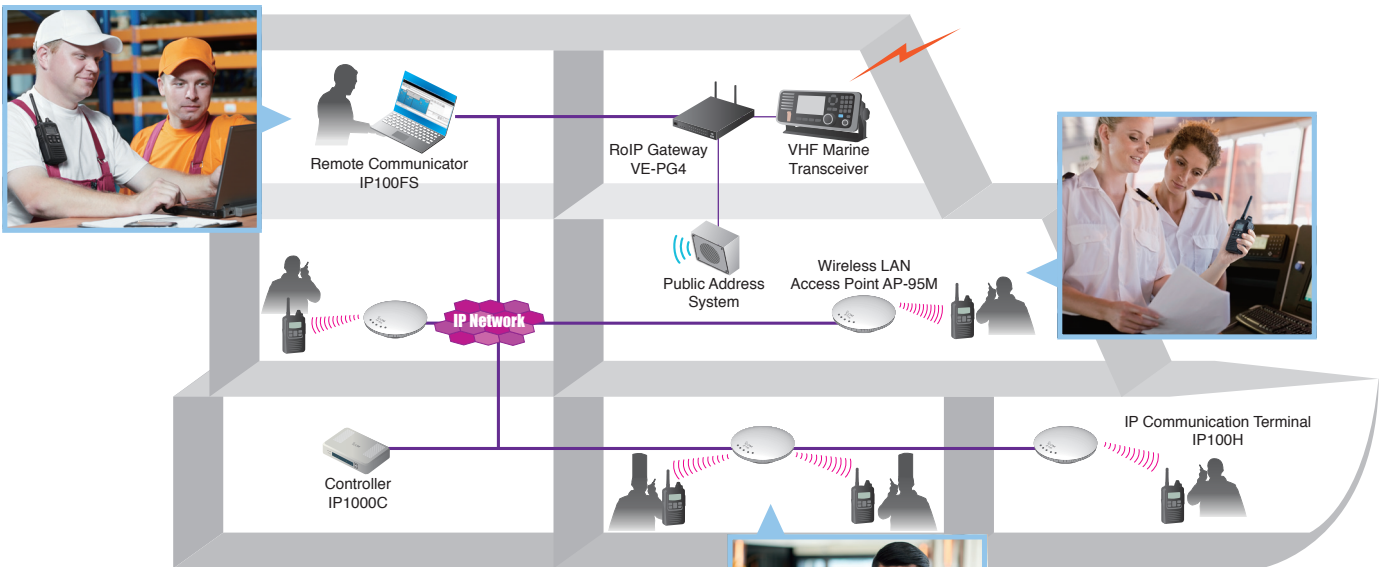 Remote Communicator
IP100FS
RoIP Gateway
VE-PG4
VHF Marine
Transceiver
Public Address
System
Wireless LAN
Access Point AP-95M
IP Network
Controller
IP1000C
IP Communication Terminal
IP100H